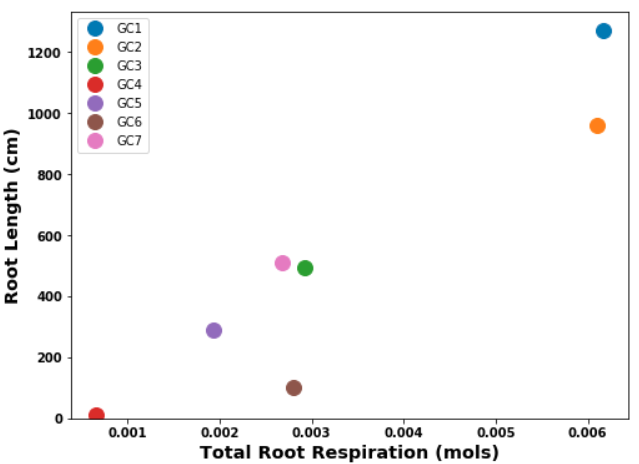 GC1
GC2
GC3
GC4
GC5
GC6
GC7
1200
1000
800
600
400
200
0
Root Length (cm)
0.001 0.002 0.003 0.004 0.005 0.006
Total Root Respiration (mols)